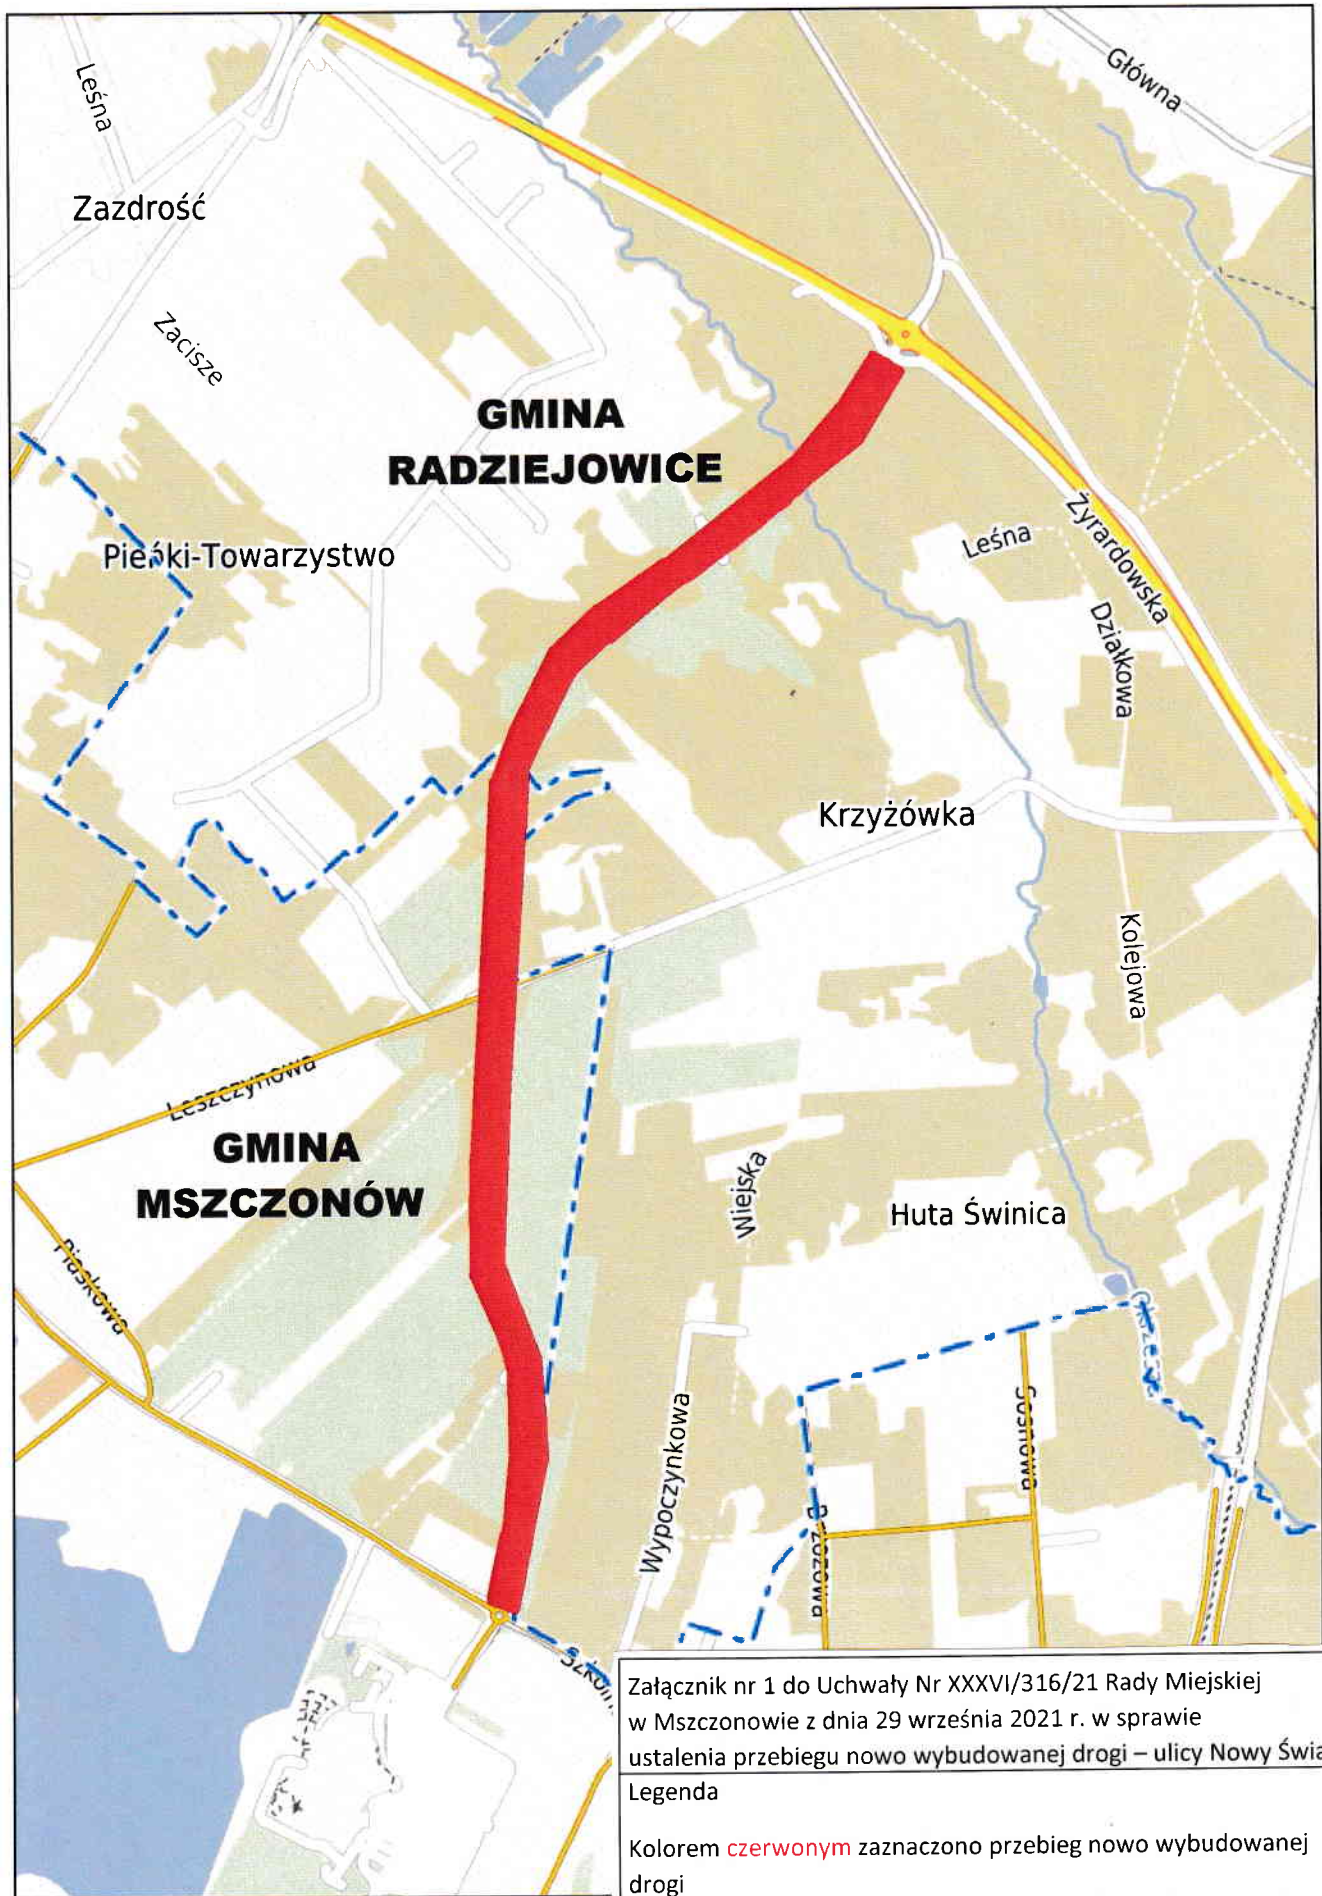 Leśna
Główna
Zazdrość
Zacisze
GMINA
RADZIEJOWICE
Żyrardowska
Leśna
Pieńki-Towarzystwo
Działkowa
Krzyżówka
Kolejowa
Leszczynowa
GMINA
MSZCZONÓW
Wiejska
Huta Świnica
Piaskowa
Wypoczynkowa
Sosnowa
Brzozowa
Załącznik nr 1 do Uchwały Nr XXXVI/316/21 Rady Miejskiej
w Mszczonowie z dnia 29 września 2021 r. w sprawie
ustalenia przebiegu nowo wybudowanej drogi – ulicy Nowy Świa
Legenda
Kolorem czerwonym zaznaczono przebieg nowo wybudowanej
drogi